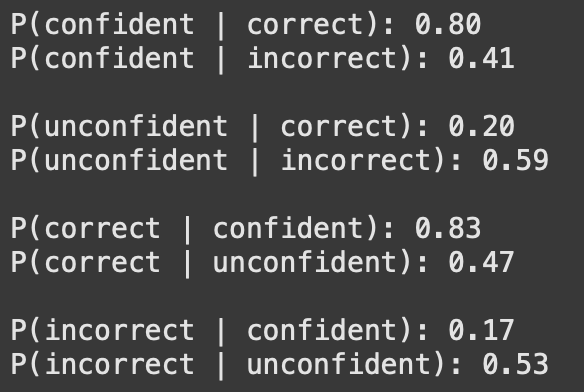 P(confident | correct): 0.80
P(confident | incorrect): 0.41
P(unconfident | correct): 0.20
P(unconfident | incorrect): 0.59
P(correct | confident): 0.83
P(correct | unconfident): 0.47
P(incorrect | confident): 0.17
P(incorrect | unconfident): 0.53